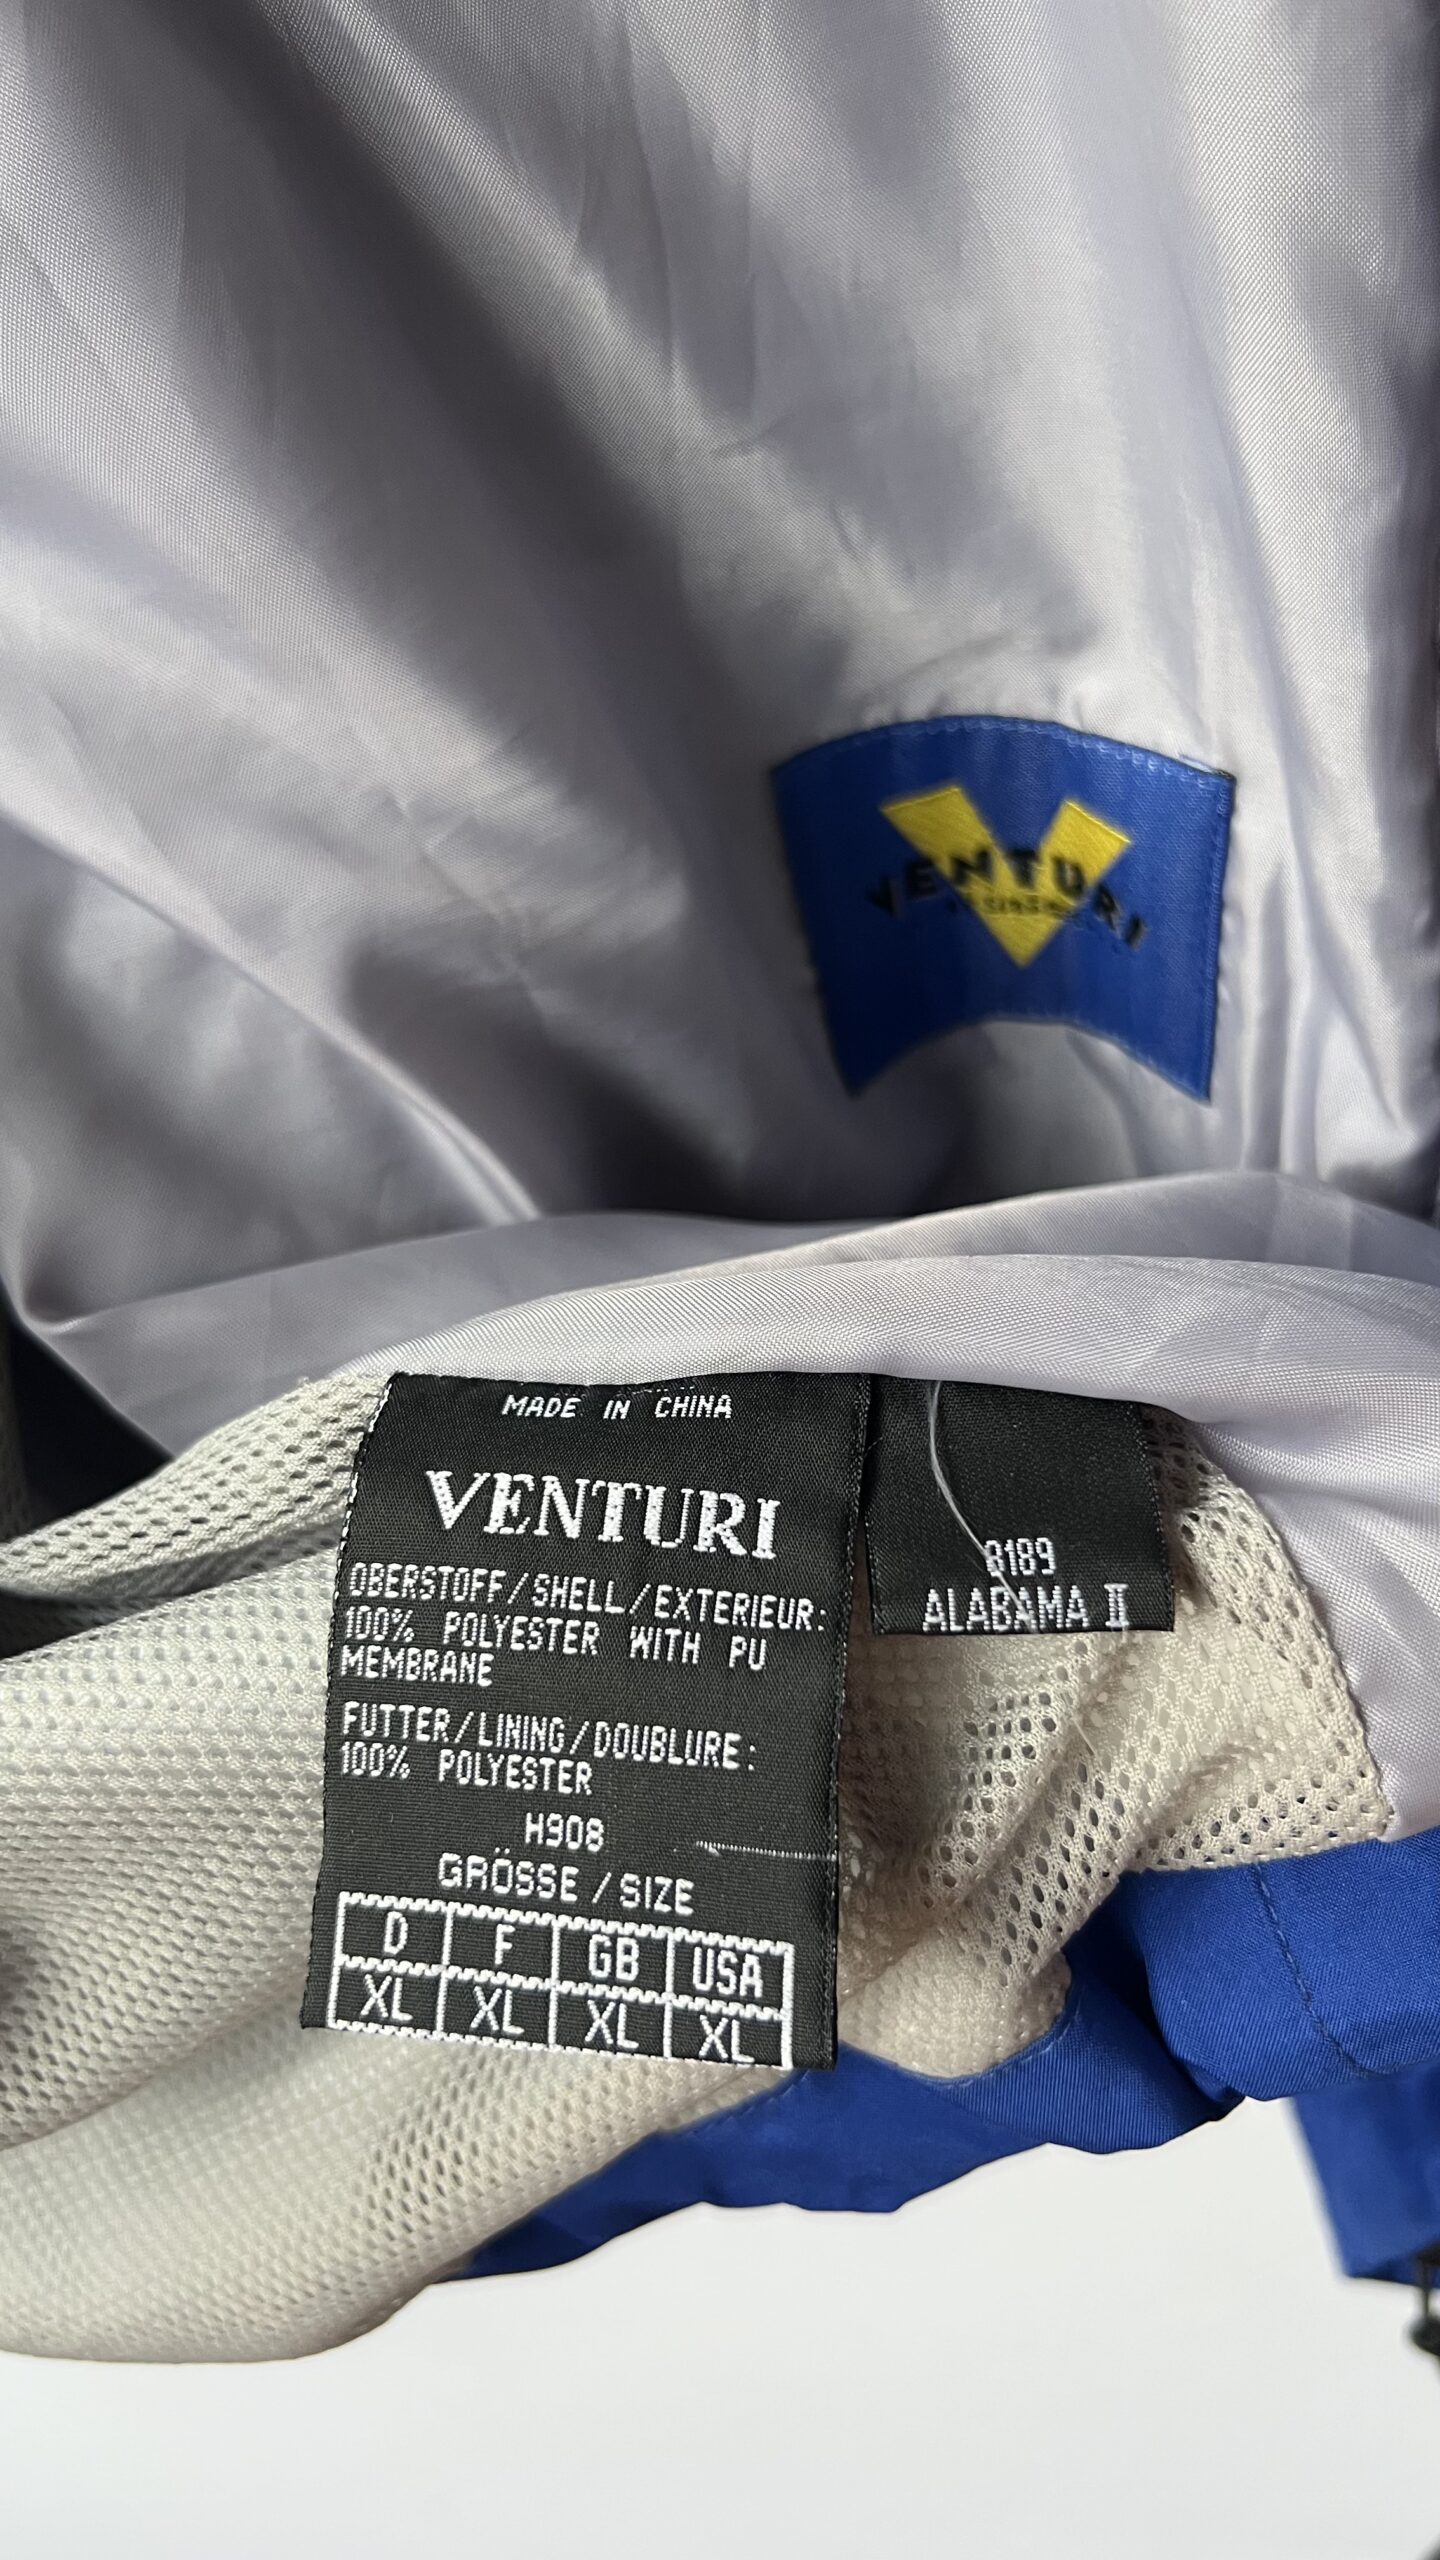 VENTURI
MADE IN CHINA
VENTURI
OBERSTOFF/SHELL/EXTERIEUR:
100% POLYESTER WITH PU
MEMBRANE
FUTTER/LINING/DOUBLURE:
100% POLYESTER
H908
GRÖSSE/SIZE
D F GB USA
XL XL XL XL
8189
ALABAMA II